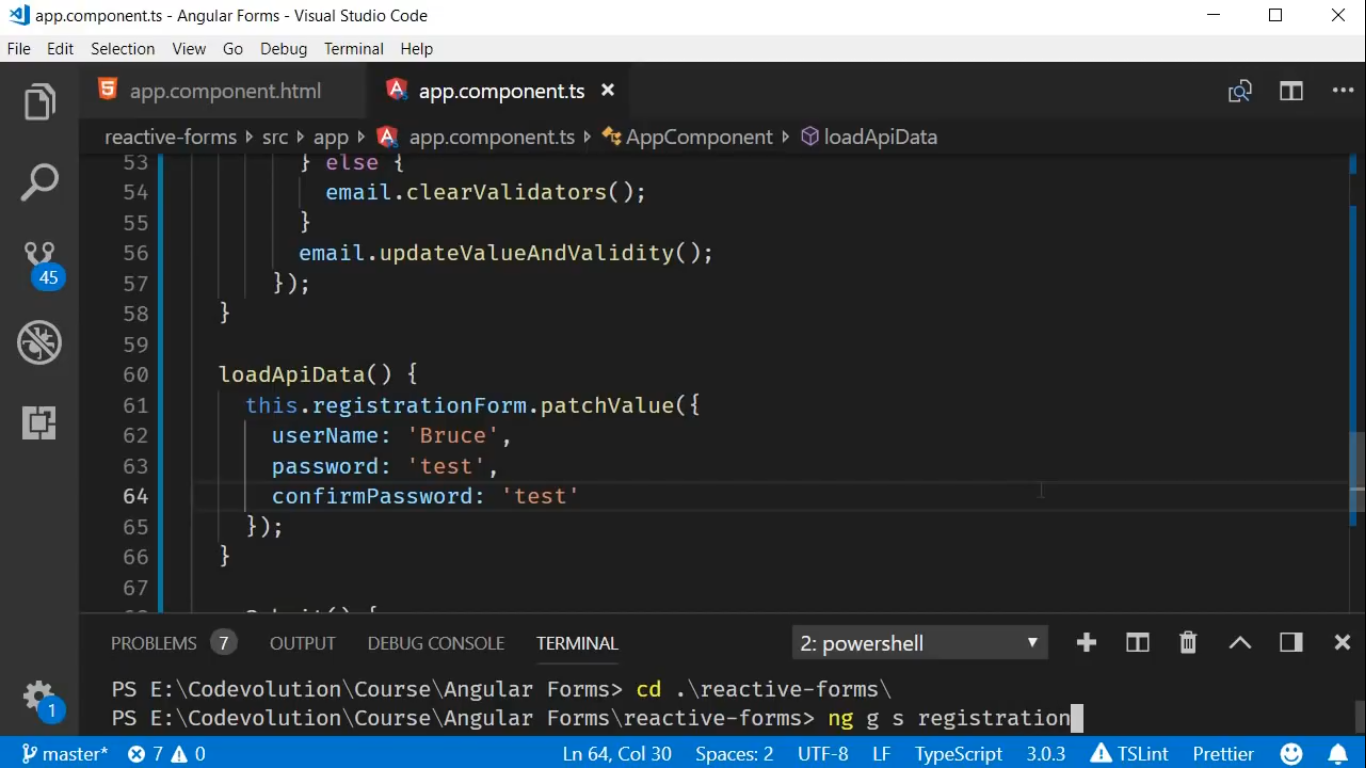 app.component.ts - Angular Forms - Visual Studio Code
File Edit Selection View Go Debug Terminal Help
app.component.html app.component.ts
reactive-forms src app app.component.ts AppComponent loadApiData
53 } else {
54 email.clearValidators();
55 }
56 email.updateValueAndValidity();
57 });
58 }
59
60 loadApiData() {
61 this.registrationForm.patchValue({
62 userName: 'Bruce',
63 password: 'test',
64 confirmPassword: 'test'
65 });
66 }
67
45
1
PROBLEMS 7 OUTPUT DEBUG CONSOLE TERMINAL 2: powershell
PS E:\Codevolution\Course\Angular Forms> cd .\reactive-forms\
PS E:\Codevolution\Course\Angular Forms\reactive-forms> ng g s registration
master* 7 0 Ln 64, Col 30 Spaces: 2 UTF-8 LF TypeScript 3.0.3 TSLint Prettier